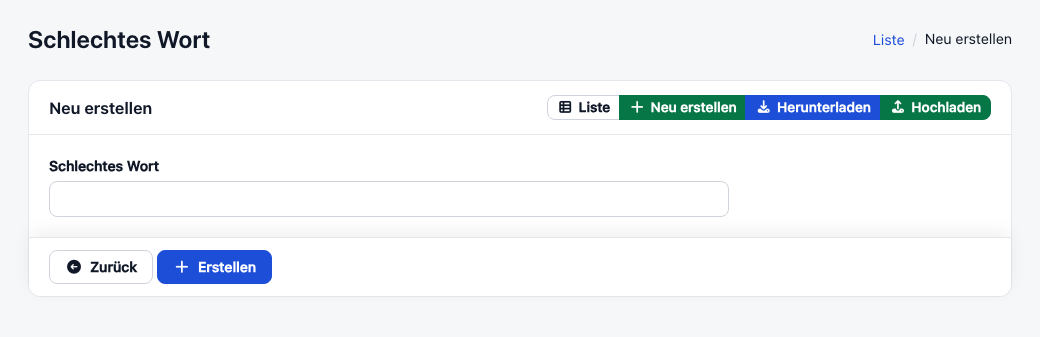 Schlechtes Wort
Liste / Neu erstellen
Neu erstellen
Liste Neu erstellen Herunterladen Hochladen
Schlechtes Wort
Zurück Erstellen